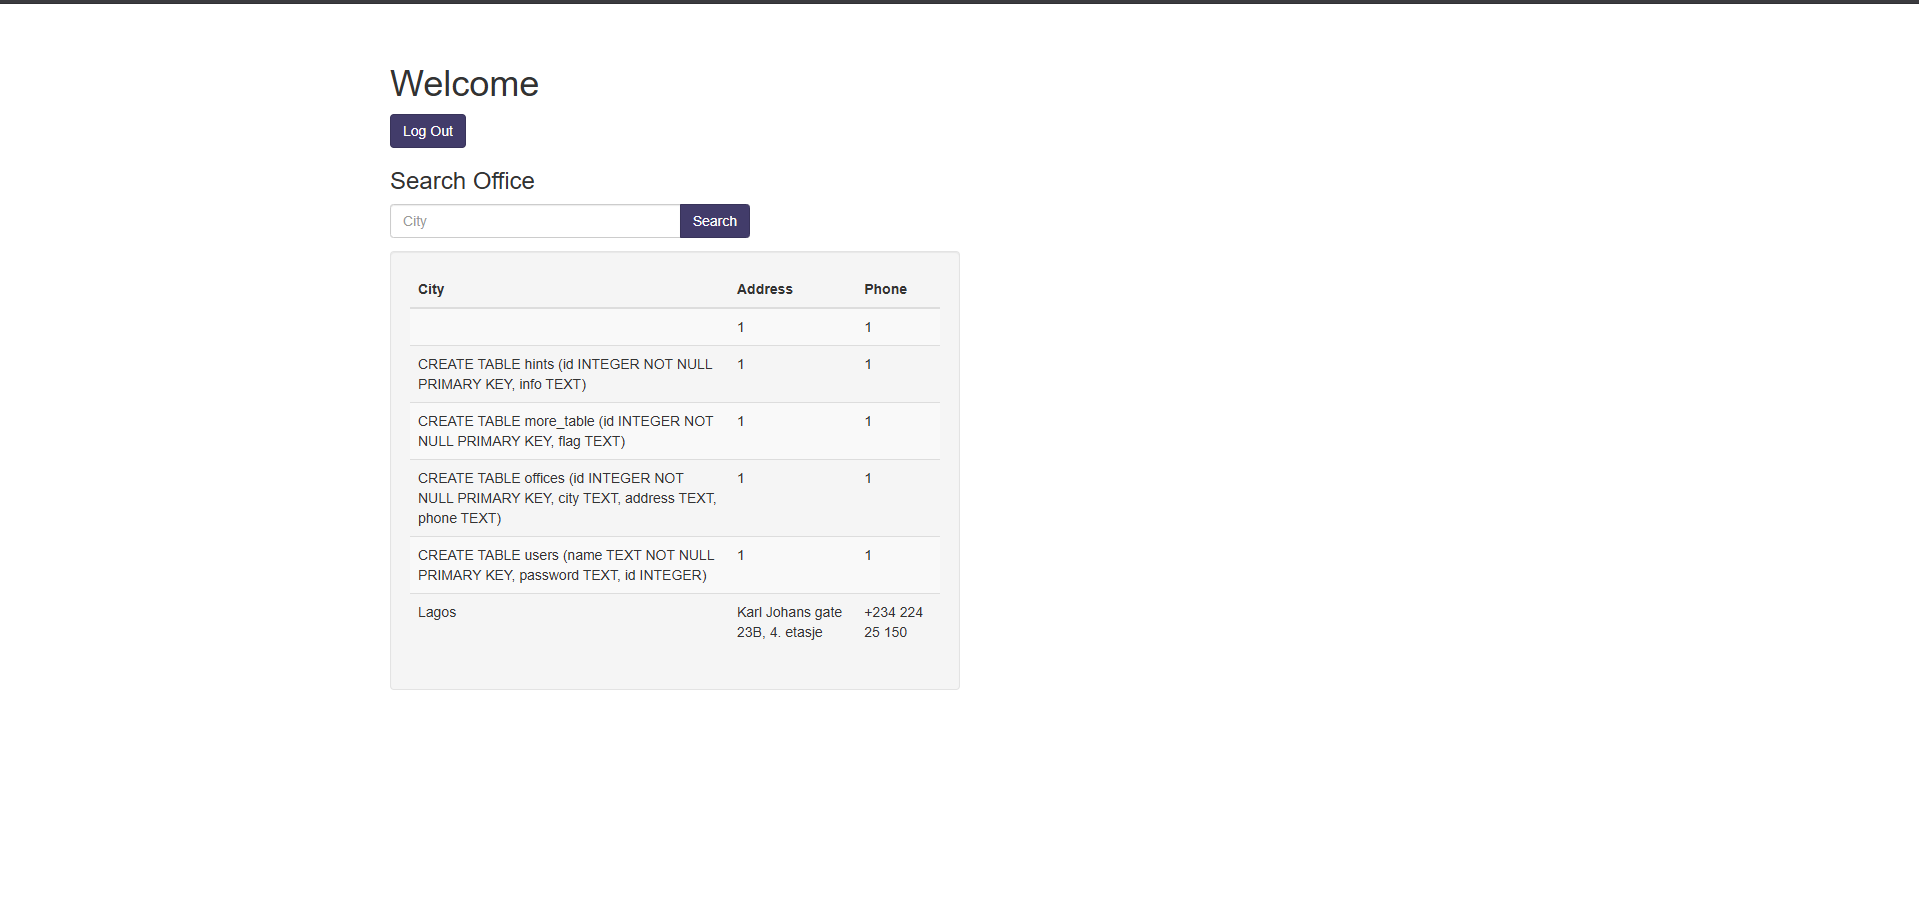 Welcome
Log Out
Search Office
City
Search
City Address Phone
1 1
CREATE TABLE hints (id INTEGER NOT NULL 1 1
PRIMARY KEY, info TEXT)
CREATE TABLE more_table (id INTEGER NOT 1 1
NULL PRIMARY KEY, flag TEXT)
CREATE TABLE offices (id INTEGER NOT 1 1
NULL PRIMARY KEY, city TEXT, address TEXT,
phone TEXT)
CREATE TABLE users (name TEXT NOT NULL 1 1
PRIMARY KEY, password TEXT, id INTEGER)
Lagos Karl Johans gate +234 224
23B, 4. etasje 25 150